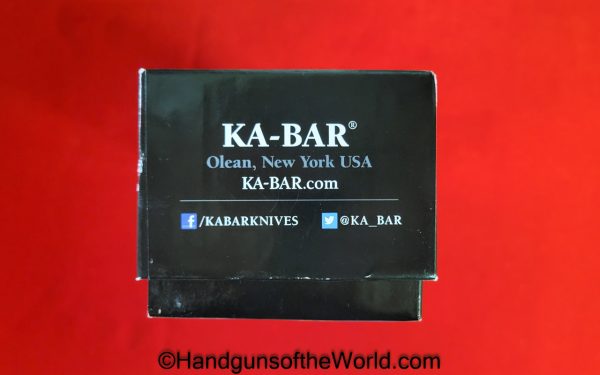 KA-BAR®
Olean, New York USA
KA-BAR.com
f /KABARKNIVES @KA_BAR
©HandgunsoftheWorld.com